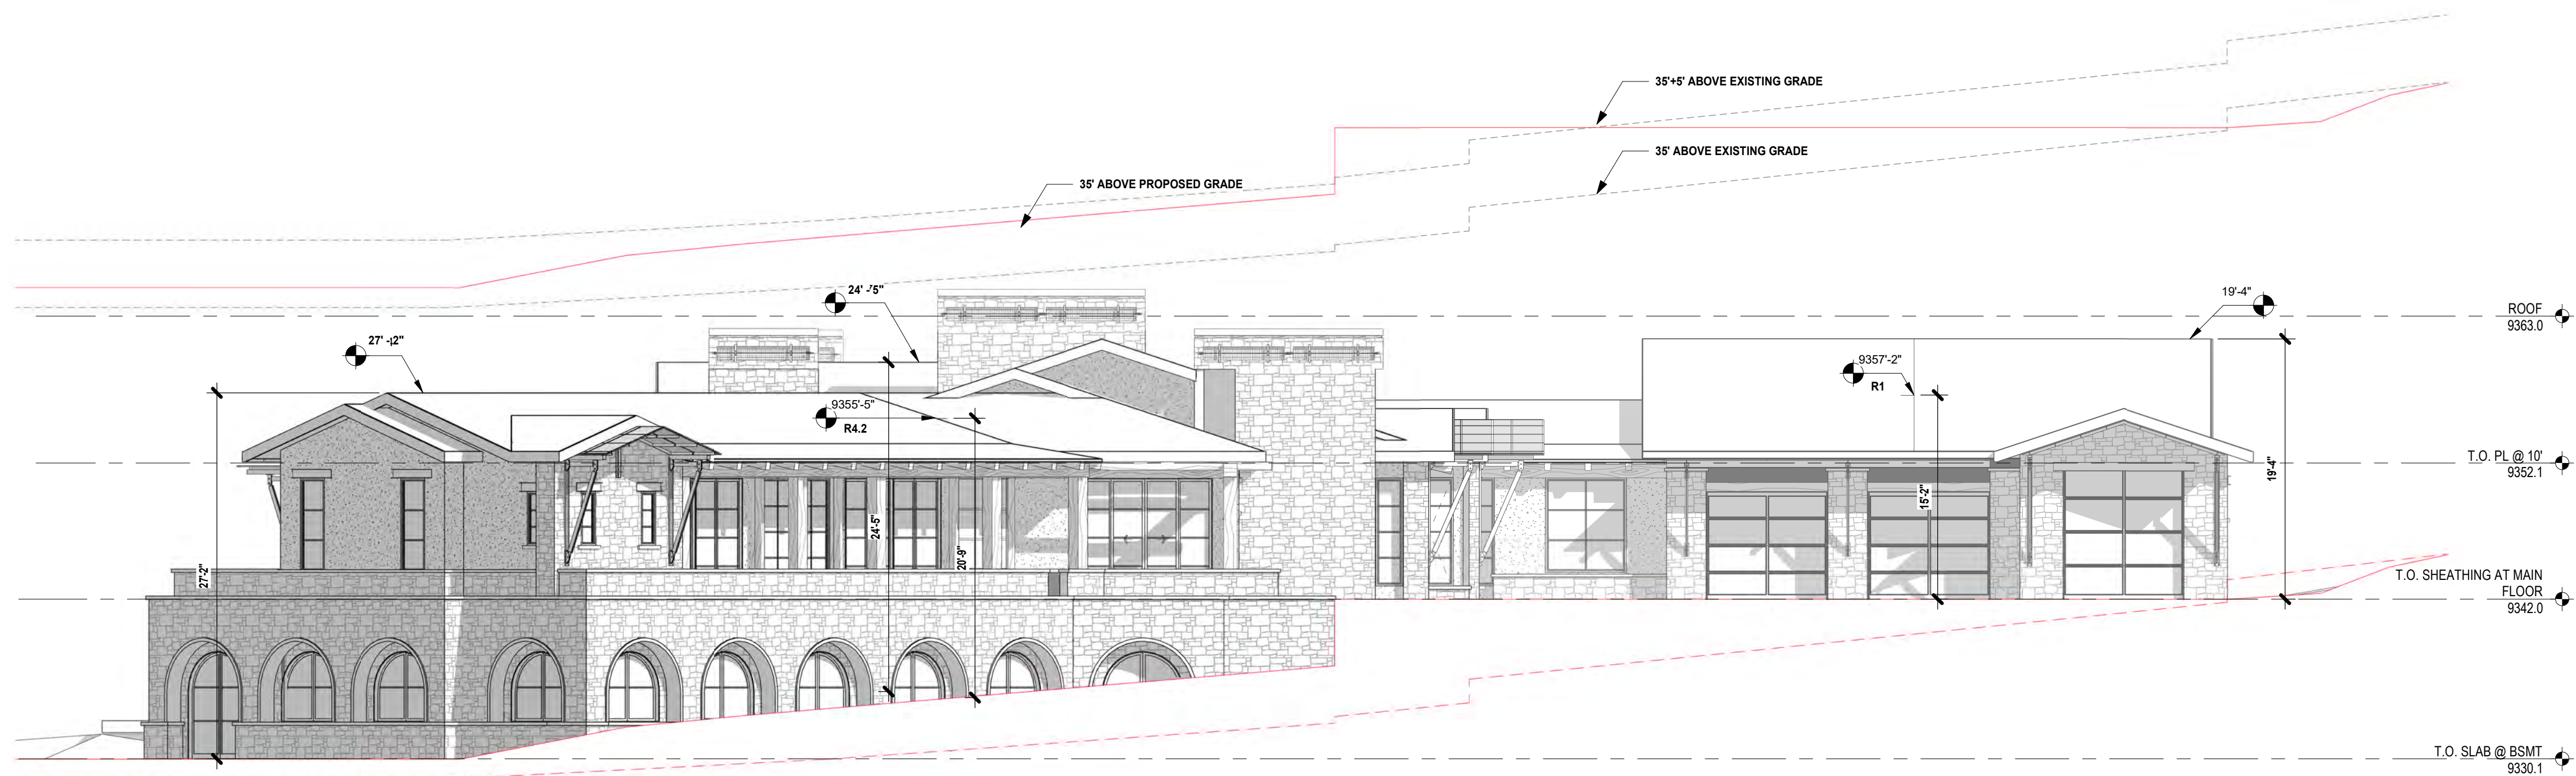 35'+5' ABOVE EXISTING GRADE
35' ABOVE EXISTING GRADE
35' ABOVE PROPOSED GRADE
24' -5"
19'-4"
ROOF
9363.0
27' -2"
9357'-2"
R1
9355'-5"
R4.2
T.O. PL @ 10'
9352.1
19'-4"
15'-2"
24'-5"
20'-9"
27'-2"
T.O. SHEATHING AT MAIN
FLOOR
9342.0
T.O. SLAB @ BSMT
9330.1